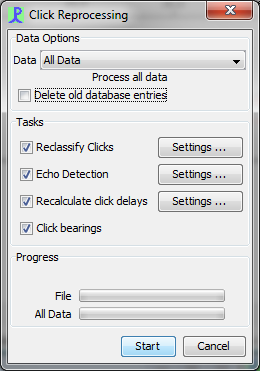 Click Reprocessing
Data Options
Data All Data
Process all data
Delete old database entries
Tasks
Reclassify Clicks Settings ...
Echo Detection Settings ...
Recalculate click delays Settings ...
Click bearings
Progress
File
All Data
Start Cancel